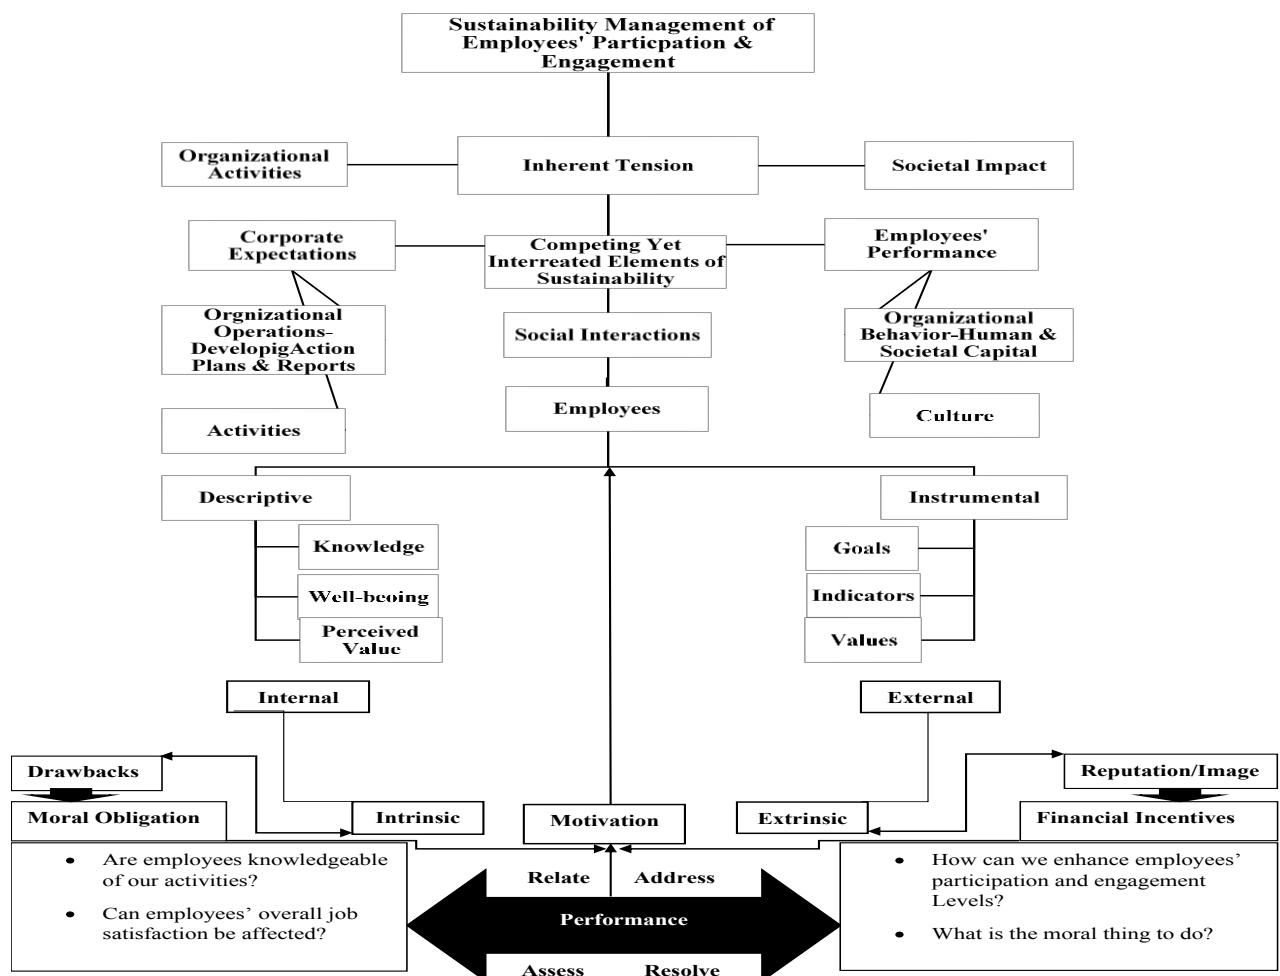 Sustainability Management of
Employees' Particpation &
Engagement
Organizational
Activities
Inherent Tension
Societal Impact
Corporate
Expectations
Competing Yet
Interreated Elements of
Sustainability
Employees'
Performance
Orgnizational
Operations-
DevelopigAction
Plans & Reports
Social Interactions
Organizational
Behavior-Human &
Societal Capital
Activities
Employees
Culture
Descriptive
Instrumental
Knowledge
Goals
Well-beoing
Indicators
Perceived
Value
Values
Internal
External
Drawbacks
Reputation/Image
Moral Obligation
Intrinsic
Motivation
Extrinsic
Financial Incentives
• Are employees knowledgeable
of our activities?
• Can employees’ overall job
satisfaction be affected?
Relate Address
Performance
Assess Resolve
• How can we enhance employees’
participation and engagement
Levels?
• What is the moral thing to do?